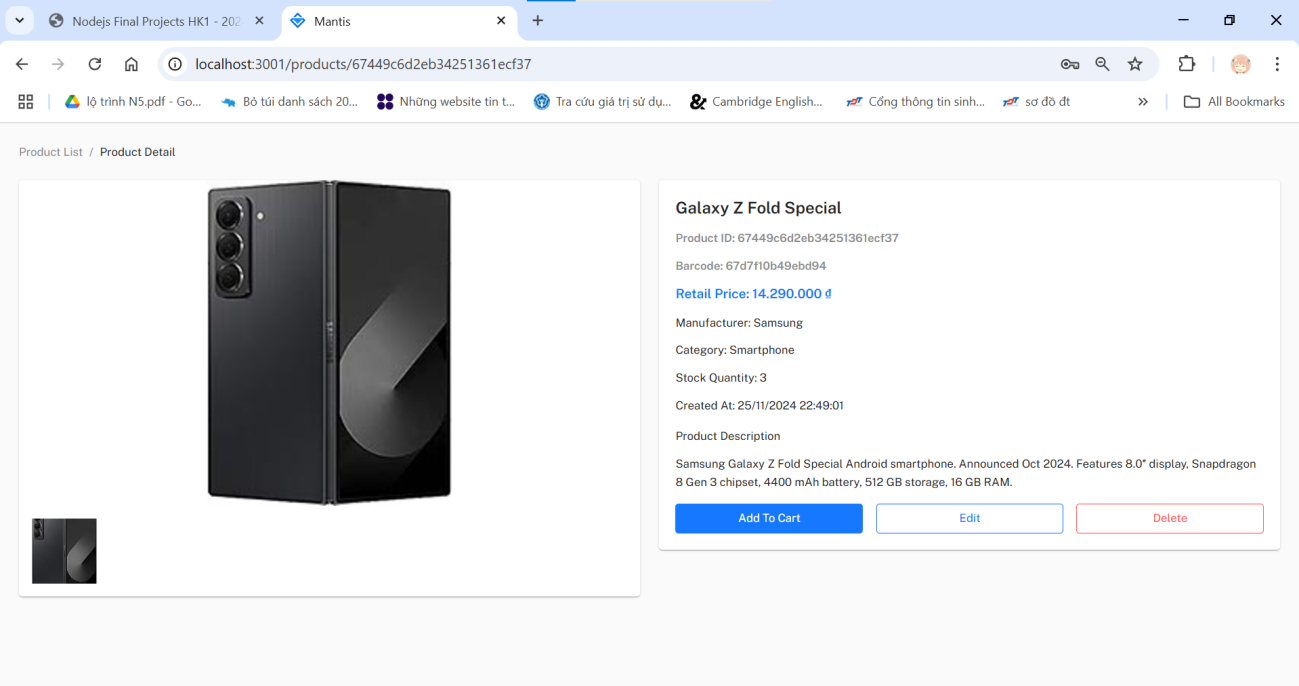 Nodejs Final Projects HK1 - 202
Mantis
localhost:3001/products/67449c6d2eb34251361ecf37
lộ trình N5.pdf - Go...
Bỏ túi danh sách 20...
Những website tin t...
Tra cứu giá trị sử dụ...
Cambridge English...
Cổng thông tin sinh...
sơ đồ đt
All Bookmarks
Product List / Product Detail
Galaxy Z Fold Special
Product ID: 67449c6d2eb34251361ecf37
Barcode: 67d7f10b49ebd94
Retail Price: 14.290.000 ₫
Manufacturer: Samsung
Category: Smartphone
Stock Quantity: 3
Created At: 25/11/2024 22:49:01
Product Description
Samsung Galaxy Z Fold Special Android smartphone. Announced Oct 2024. Features 8.0″ display, Snapdragon
8 Gen 3 chipset, 4400 mAh battery, 512 GB storage, 16 GB RAM.
Add To Cart
Edit
Delete